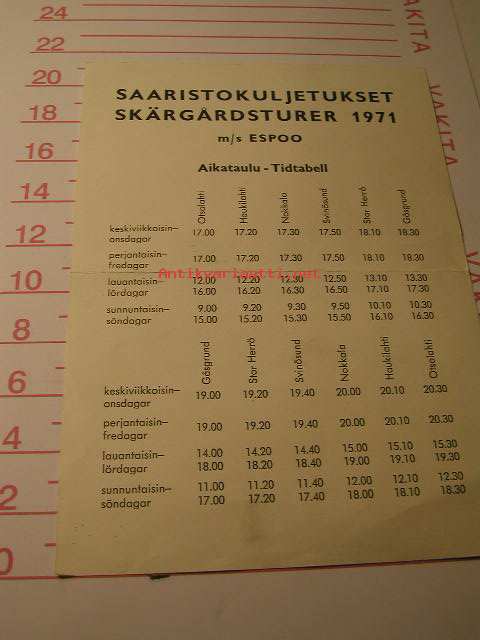 24
22
20
18
16
14
12
10
8
6
4
2
0
VAKITA
VAKITA
SAARISTOKULJETUKSET
SKÄRGÅRDSTURER 1971
m/s ESPOO
Aikataulu - Tidtabell
Otsolahti Haukilahti Nokkala Svinösund Stor Herrö Gåsgrund
keskiviikkoisin—
onsdagar 17.00 17.20 17.30 17.50 18.10 18.30
perjantaisin—
fredagar 17.00 17.20 17.30 17.50 18.10 18.30
Antikvariaatti.net
lauantaisin— 12.00 12.20 12.30 12.50 13.10 13.30
lördagar 16.00 16.20 16.30 16.50 17.10 17.30
sunnuntaisin— 9.00 9.20 9.30 9.50 10.10 10.30
söndagar 15.00 15.20 15.30 15.50 16.10 16.30
Gåsgrund Stor Herrö Svinösund Nokkala Haukilahti Otsolahti
keskiviikkoisin—
onsdagar 19.00 19.20 19.40 20.00 20.10 20.30
perjantaisin—
fredagar 19.00 19.20 19.40 20.00 20.10 20.30
lauantaisin— 14.00 14.20 14.40 15.00 15.10 15.30
lördagar 18.00 18.20 18.40 19.00 19.10 19.30
sunnuntaisin— 11.00 11.20 11.40 12.00 12.10 12.30
söndagar 17.00 17.20 17.40 18.00 18.10 18.30